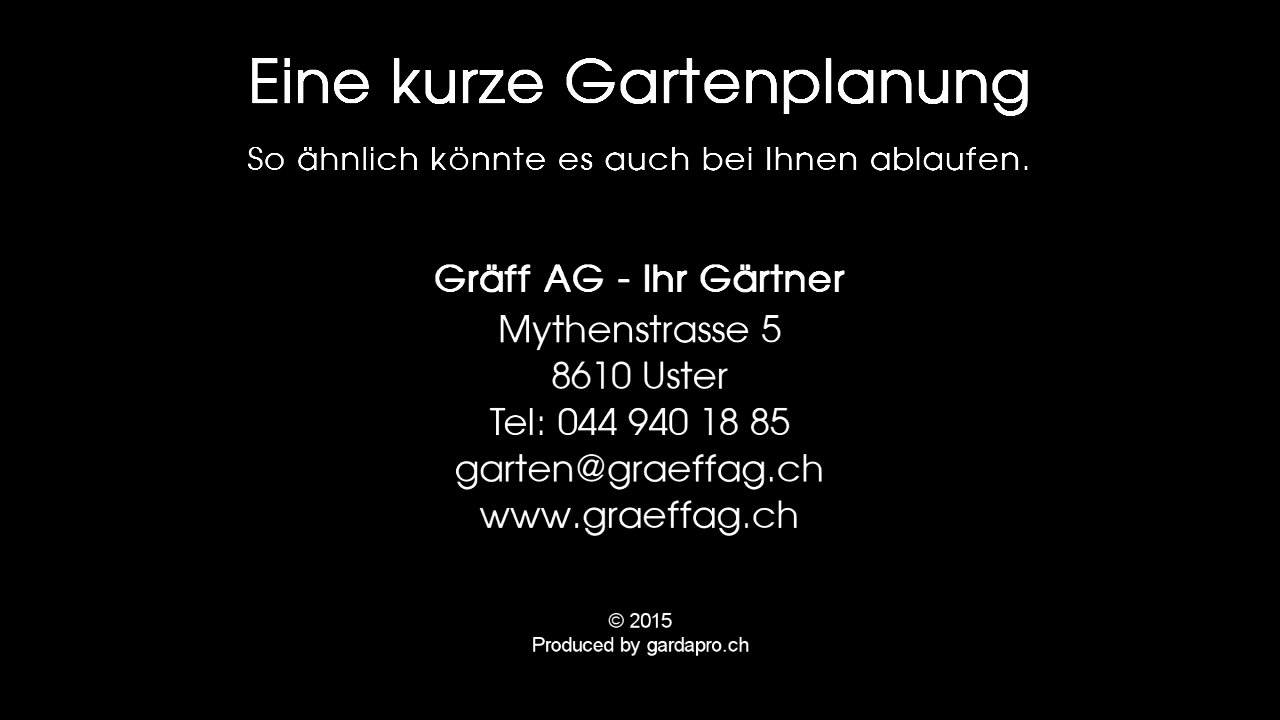 Eine kurze Gartenplanung
So ähnlich könnte es auch bei Ihnen ablaufen.
Gräff AG - Ihr Gärtner
Mythenstrasse 5
8610 Uster
Tel: 044 940 18 85
garten@graeffag.ch
www.graeffag.ch
© 2015
Produced by gardapro.ch